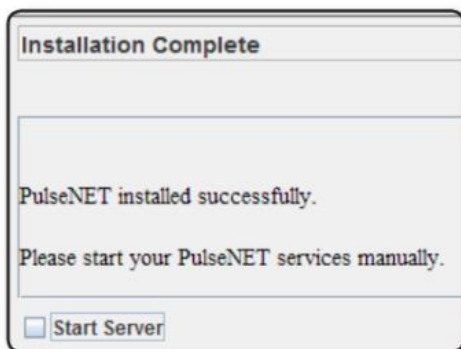 Installation Complete
PulseNET installed successfully.
Please start your PulseNET services manually.
Start Server